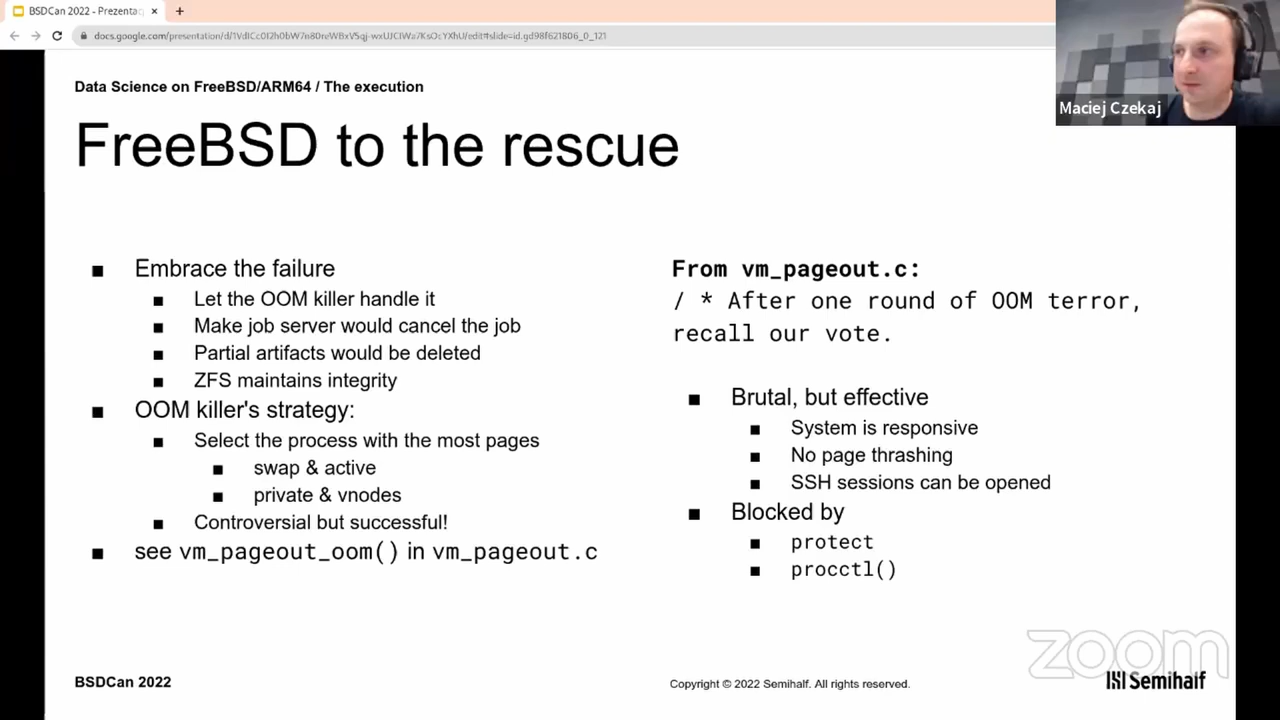 BSDCan 2022 - Prezentac
docs.google.com/presentation/d/1VdICc0I2h0bW7n80reWBxVSqj-wxUJCIWa7KsOcYXhU/edit#slide=id.gd98f621806_0_121
Maciej Czekaj
Data Science on FreeBSD/ARM64 / The execution
FreeBSD to the rescue
■ Embrace the failure
■ Let the OOM killer handle it
■ Make job server would cancel the job
■ Partial artifacts would be deleted
■ ZFS maintains integrity
■ OOM killer's strategy:
■ Select the process with the most pages
■ swap & active
■ private & vnodes
■ Controversial but successful!
■ see vm_pageout_oom() in vm_pageout.c
From vm_pageout.c:
/ * After one round of OOM terror,
recall our vote.
■ Brutal, but effective
■ System is responsive
■ No page thrashing
■ SSH sessions can be opened
■ Blocked by
■ protect
■ procctl()
zoom
BSDCan 2022
Copyright © 2022 Semihalf. All rights reserved.
Semihalf